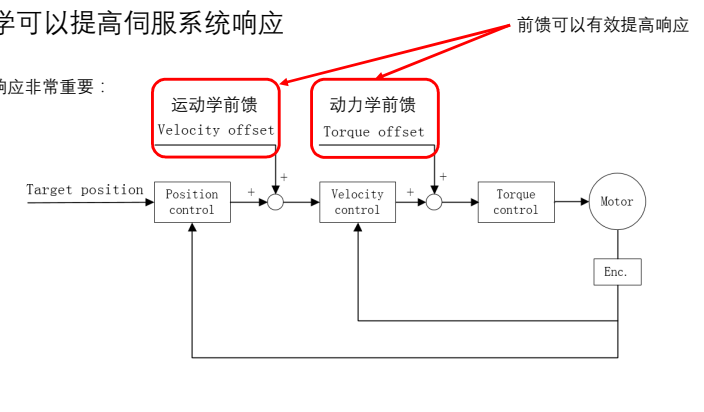 学可以提高伺服系统响应
前馈可以有效提高响应
响应非常重要：
运动学前馈
Velocity offset
动力学前馈
Torque offset
+
+
Target position
Position
control
+
Velocity
control
+
Torque
control
Motor
Enc.